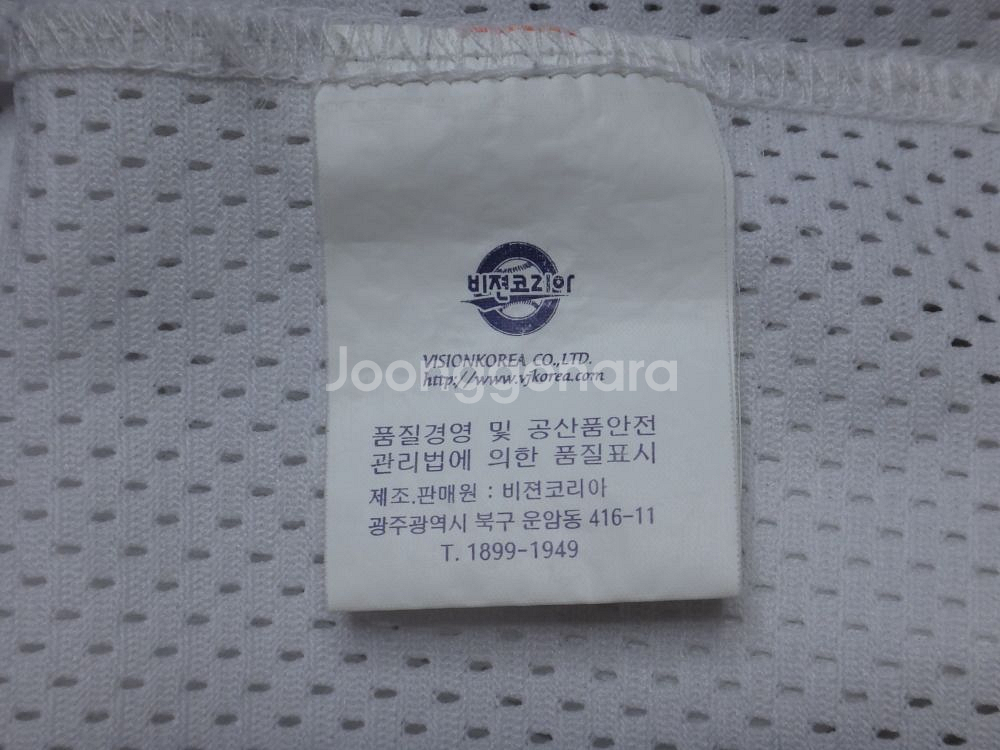 비젼코리아
VISIONKOREA CO.,LTD.
http://www.vjkorea.com
Joonggonara
품질경영 및 공산품안전
관리법에 의한 품질표시
제조.판매원 : 비젼코리아
광주광역시 북구 운암동 416-11
T. 1899-1949